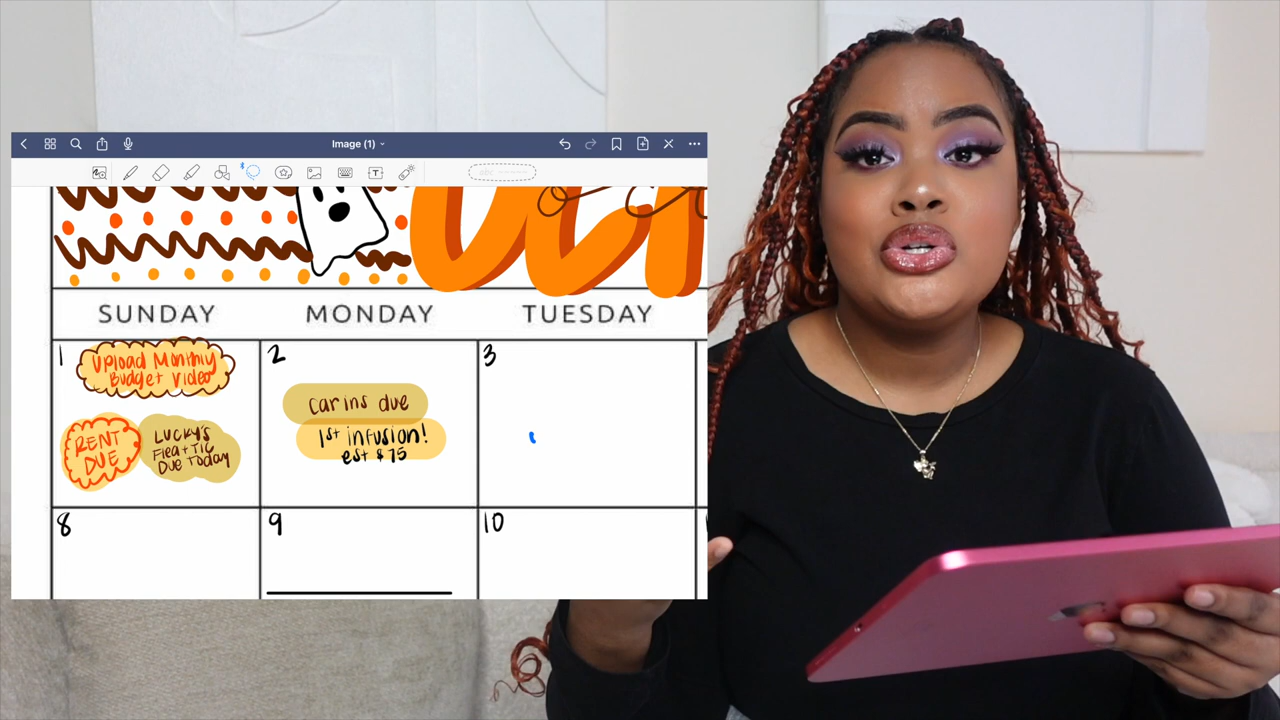 Image (1)
T
SUNDAY MONDAY TUESDAY
1
Upload Monthly
Budget Video
RENT
DUE
Lucky's
Flea + Tic
Due Today
2
car ins due
1st infusion!
est $75
3
8
9
10